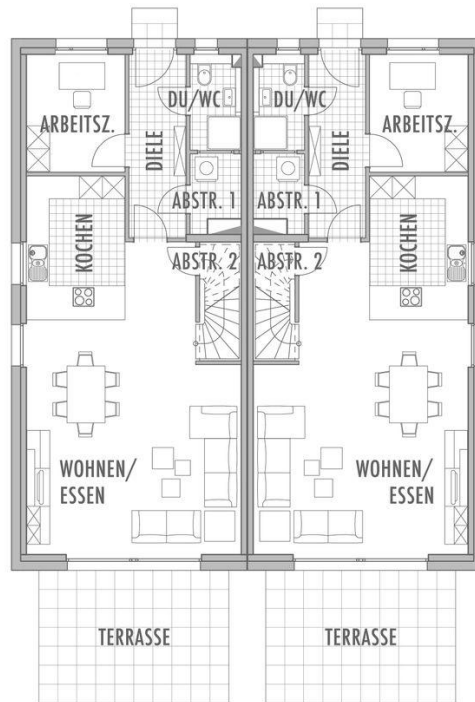 DU/WC
DU/WC
ARBEITSZ.
DIELE
DIELE
ARBEITSZ.
ABSTR. 1
ABSTR. 1
KOCHEN
KOCHEN
ABSTR. 2
ABSTR. 2
WOHNEN/
ESSEN
WOHNEN/
ESSEN
TERRASSE
TERRASSE